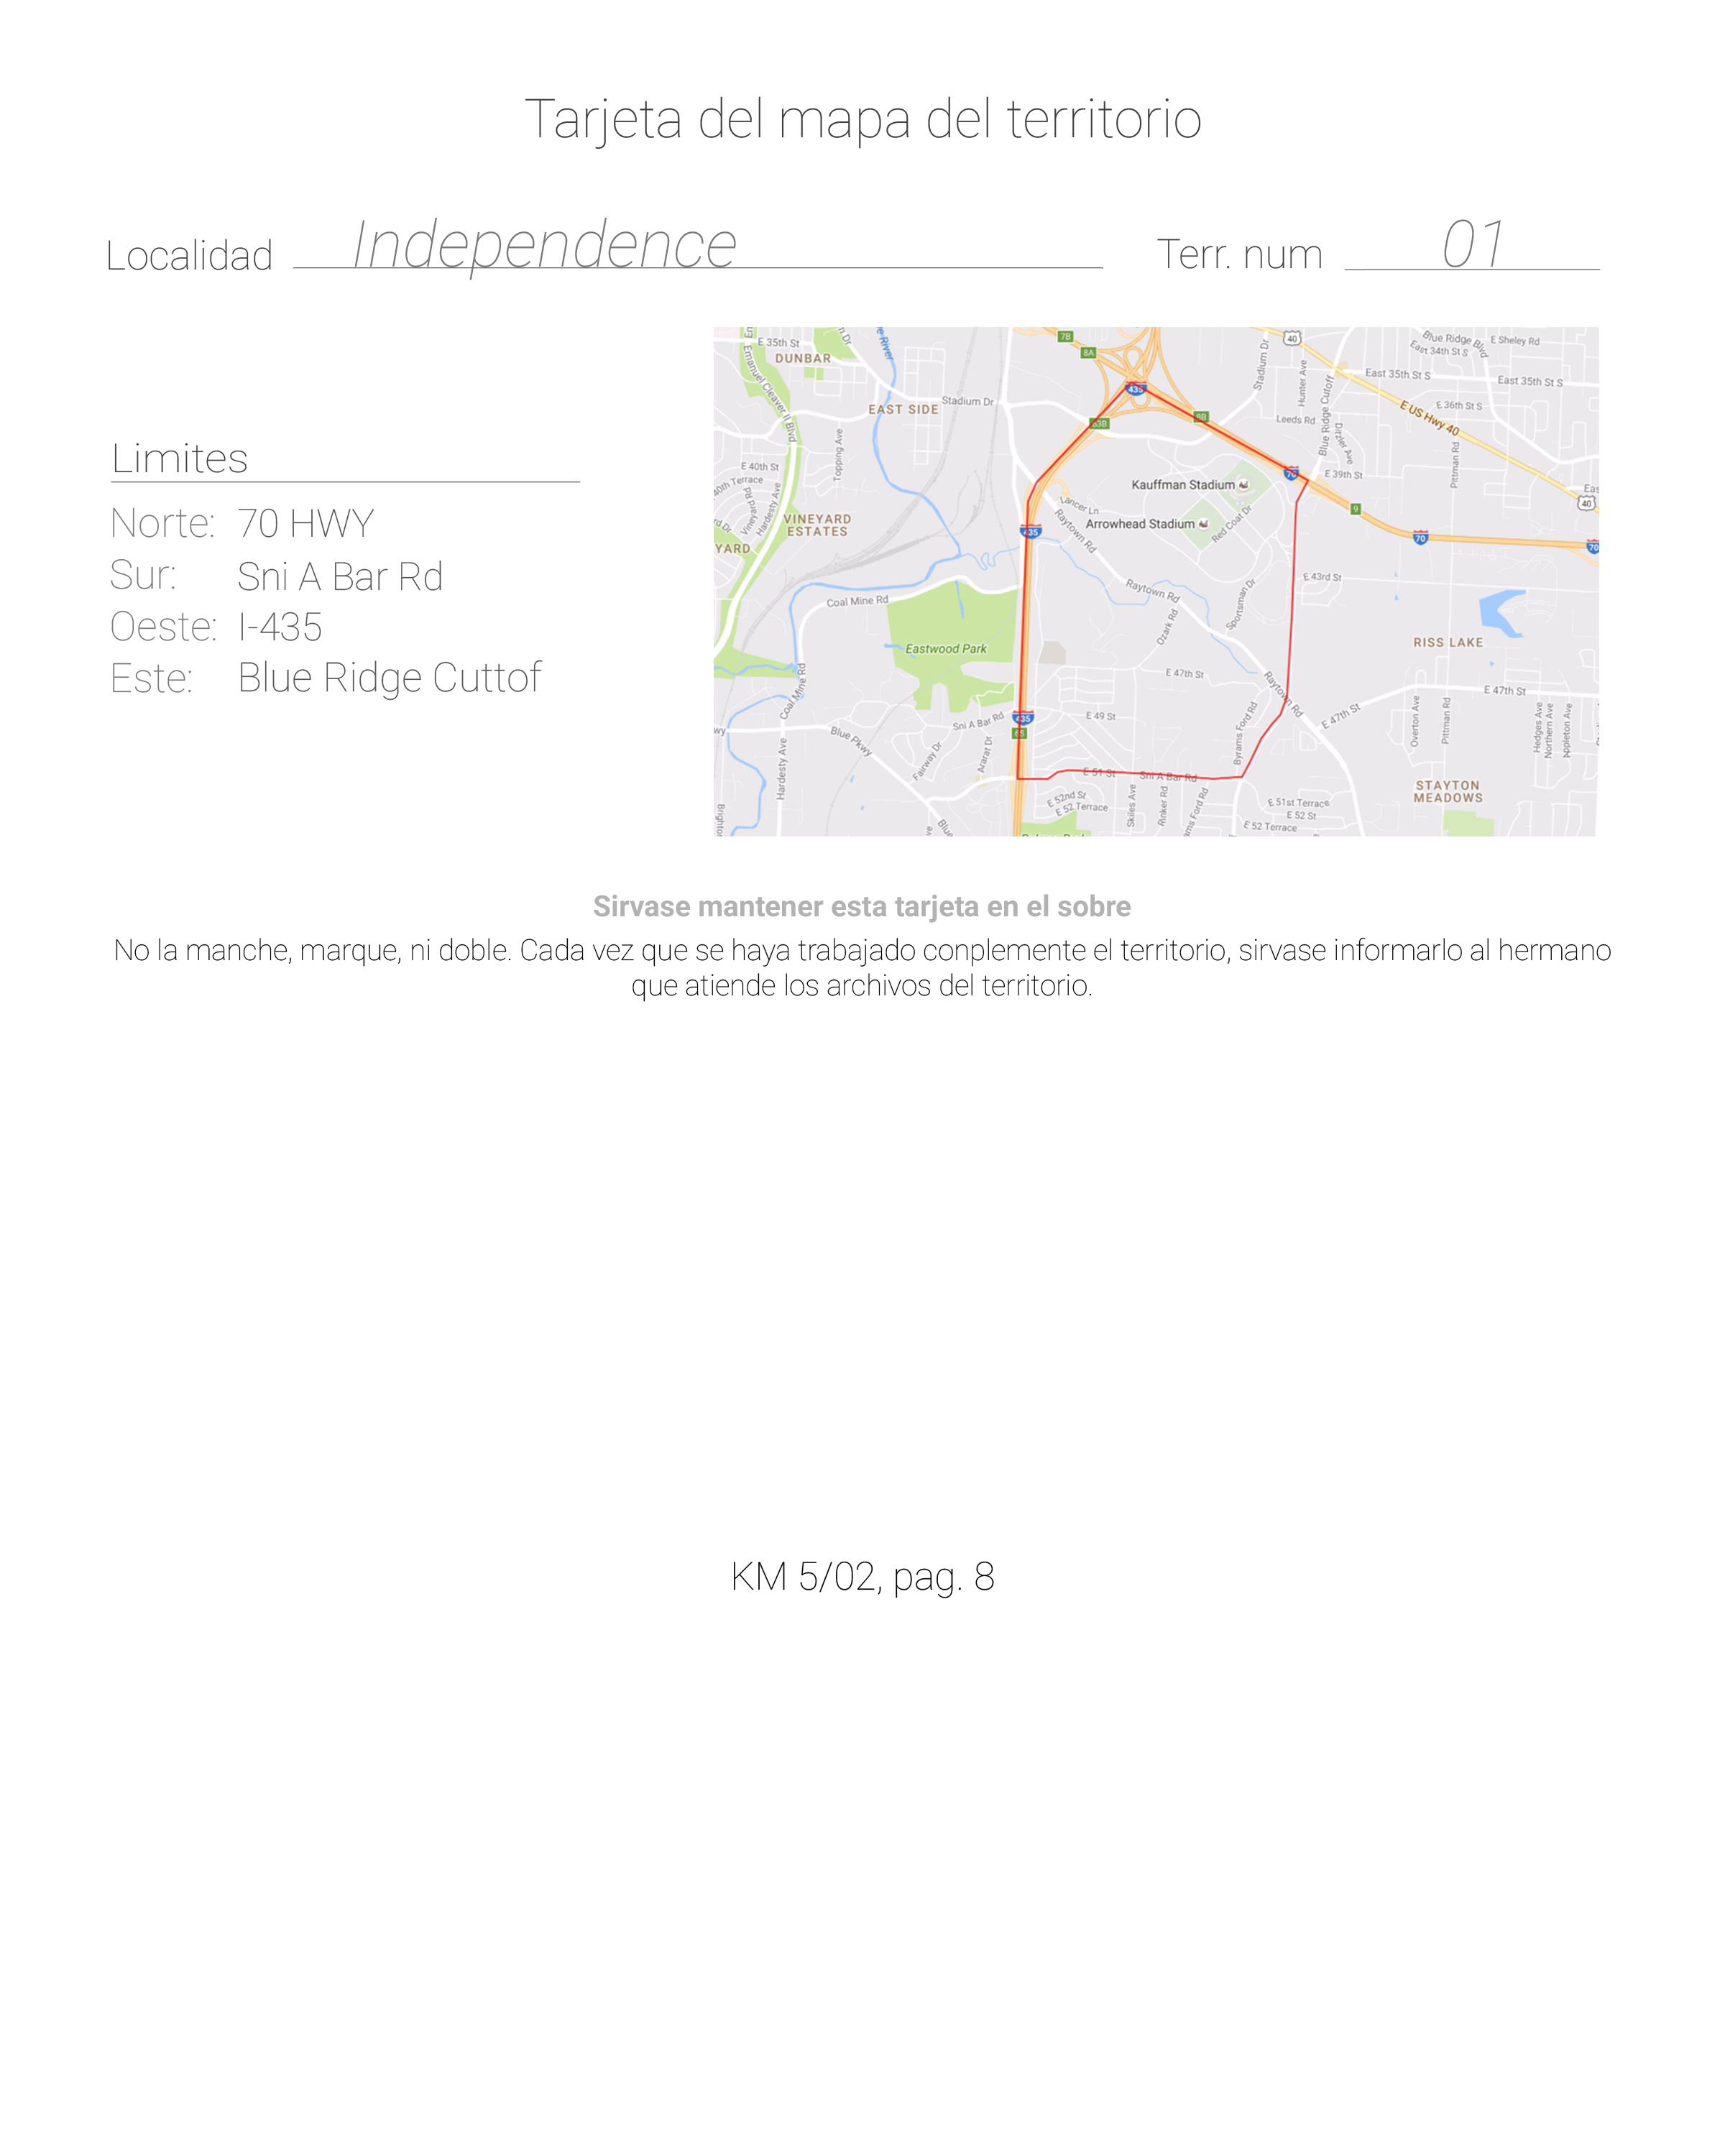 Tarjeta del mapa del territorio
Localidad Independence Terr. num 01
Limites
Norte: 70 HWY
Sur: Sni A Bar Rd
Oeste: I-435
Este: Blue Ridge Cuttof
E 35th St
DUNBAR
Emanuel Cleaver II Blvd
EAST SIDE
Stadium Dr
Topping Ave
E 40th St
40th Terrace
Vineyard Rd
Hardesty Ave
VINEYARD
ESTATES
YARD
Coal Mine Rd
Eastwood Park
Coal Mine Rd
Sni A Bar Rd
Blue Pkwy
Fairway Dr
Ararat Dr
Hardesty Ave
7B
8A
435
63B
9B
Stadium Dr
40
Hunter Ave
Blue Ridge Cutoff
Leeds Rd
Blue Ridge Blvd
East 34th St S
E Sheley Rd
East 35th St S
East 35th St S
E 36th St S
E US Hwy 40
Pittman Rd
40
70
E 39th St
9
70
70
Kauffman Stadium
Arrowhead Stadium
Red Coat Dr
Lancer Ln
Raytown Rd
435
Raytown Rd
Ozark Rd
Sportsman Dr
E 43rd St
RISS LAKE
E 47th St
Raytown Rd
E 47th St
E 47th St
Overton Ave
Pittman Rd
Hedges Ave
Northern Ave
Appleton Ave
435
E 49 St
Byrams Ford Rd
E 51 St
Sni A Bar Rd
E 52nd St
E 52 Terrace
Skiles Ave
Rinker Rd
E 51st Terrace
E 52 St
E 52 Terrace
STAYTON
MEADOWS
Sirvase mantener esta tarjeta en el sobre
No la manche, marque, ni doble. Cada vez que se haya trabajado conplemente el territorio, sirvase informarlo al hermano
que atiende los archivos del territorio.
KM 5/02, pag. 8